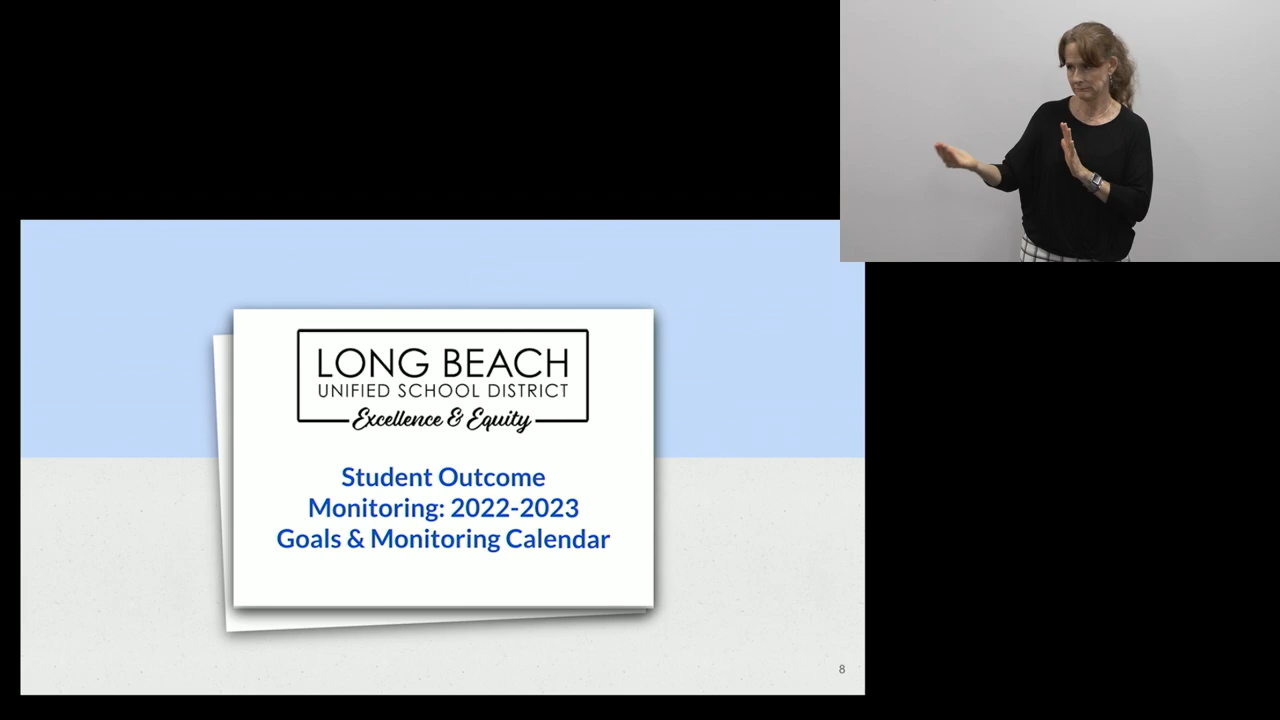 LONG BEACH
UNIFIED SCHOOL DISTRICT
Excellence & Equity
Student Outcome
Monitoring: 2022-2023
Goals & Monitoring Calendar
8